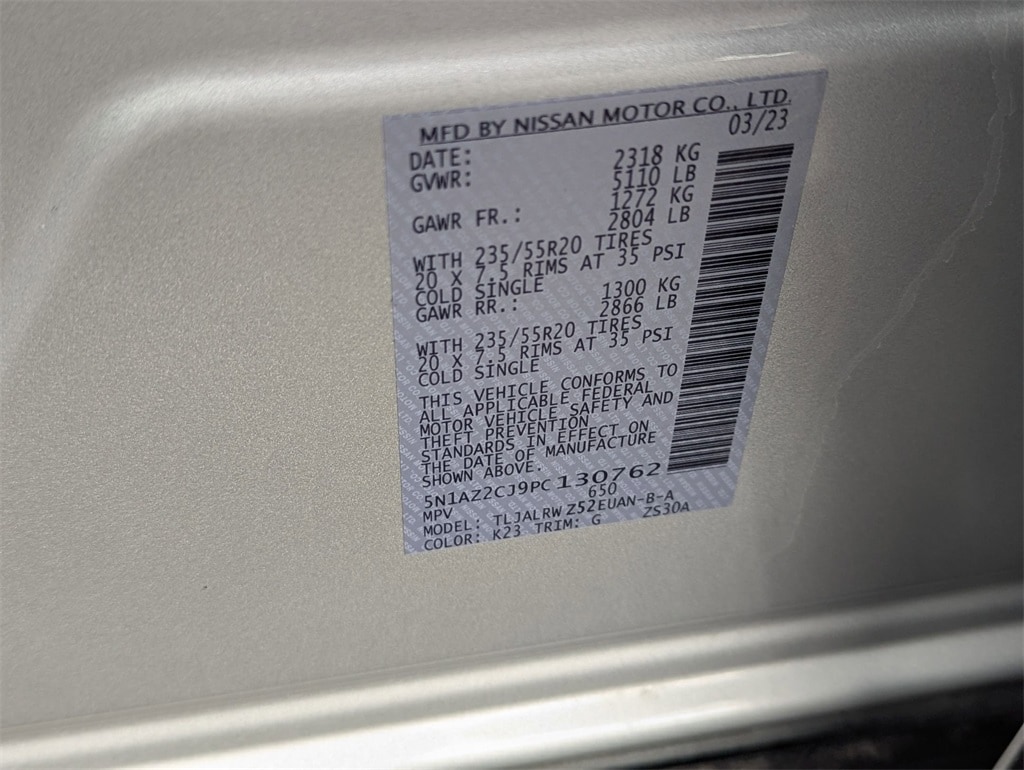 MFD BY NISSAN MOTOR CO., LTD.
DATE: 03/23
GVWR: 2318 KG
5110 LB
GAWR FR.: 1272 KG
2804 LB
WITH 235/55R20 TIRES
20 X 7.5 RIMS AT 35 PSI
COLD SINGLE
GAWR RR.: 1300 KG
2866 LB
WITH 235/55R20 TIRES
20 X 7.5 RIMS AT 35 PSI
COLD SINGLE
THIS VEHICLE CONFORMS TO
ALL APPLICABLE FEDERAL
MOTOR VEHICLE SAFETY AND
THEFT PREVENTION
STANDARDS IN EFFECT ON
THE DATE OF MANUFACTURE
SHOWN ABOVE.
5N1AZ2CJ9PC130762
MPV 650
MODEL: TLJALRWZ52EUAN-B-A
COLOR: K23 TRIM: G ZS30A